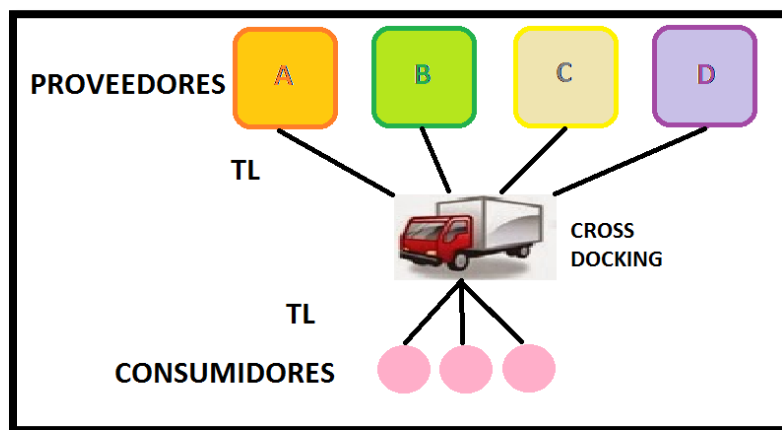 PROVEEDORES
A
B
C
D
TL
CROSS
DOCKING
TL
CONSUMIDORES